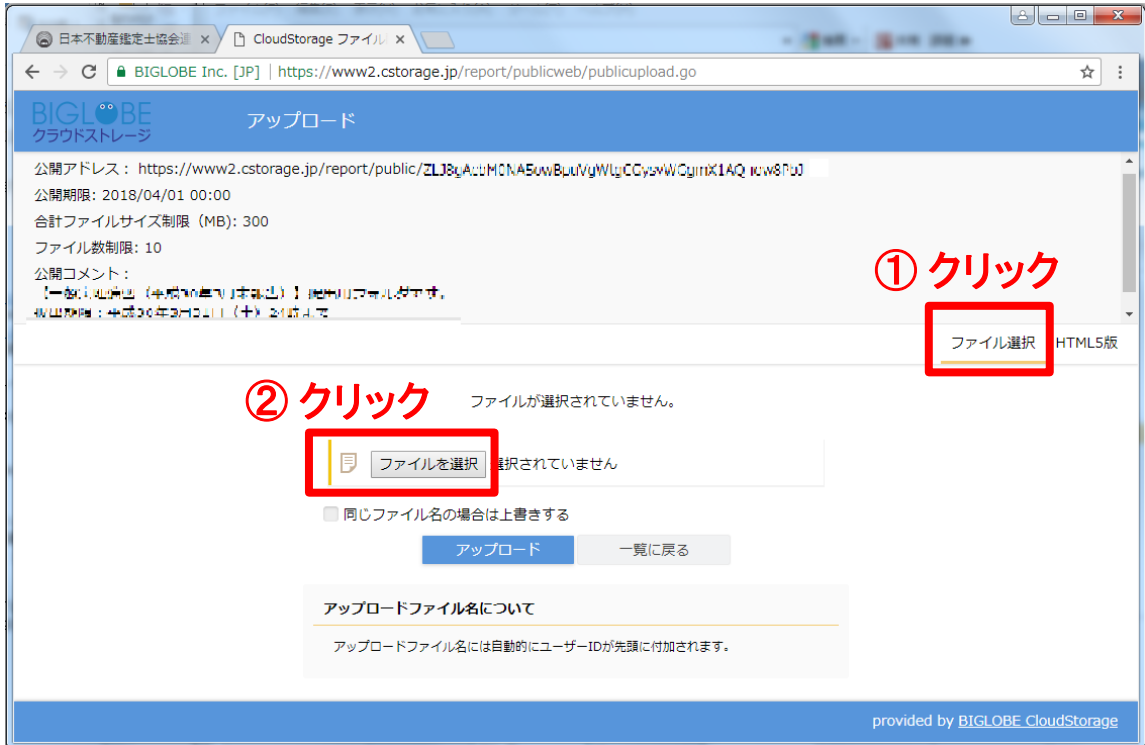 日本不動産鑑定士協会連
CloudStorage ファイル
BIGLOBE Inc. [JP] | https://www2.cstorage.jp/report/publicweb/publicupload.go
BIGLOBE
クラウドストレージ
アップロード
公開アドレス： https://www2.cstorage.jp/report/public/
公開期限: 2018/04/01 00:00
合計ファイルサイズ制限（MB): 300
ファイル数制限: 10
公開コメント：
① クリック
ファイル選択 HTML5版
② クリック
ファイルが選択されていません。
ファイルを選択 選択されていません
同じファイル名の場合は上書きする
アップロード 一覧に戻る
アップロードファイル名について
アップロードファイル名には自動的にユーザーIDが先頭に付加されます。
provided by BIGLOBE CloudStorage